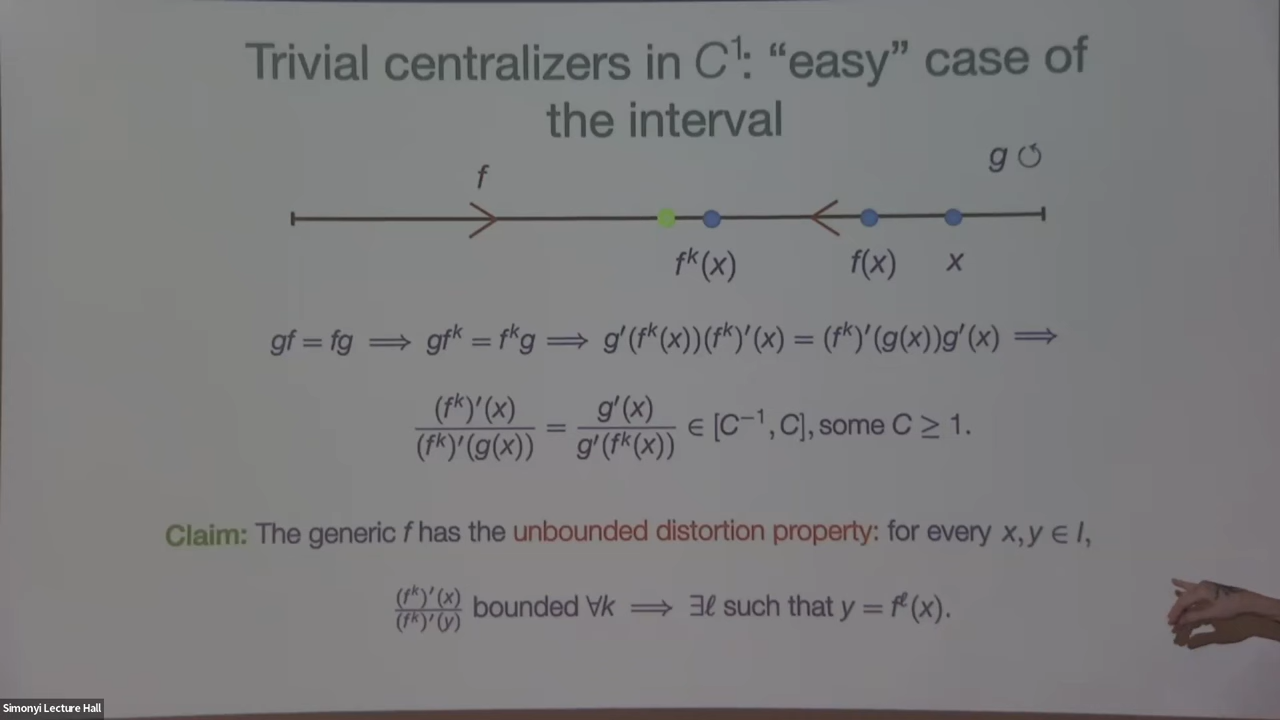 Trivial centralizers in C¹: “easy” case of
the interval
f
g ↺
fᵏ(x)
f(x)
x
gf = fg ⟹ gfᵏ = fᵏg ⟹ g′(fᵏ(x))(fᵏ)′(x) = (fᵏ)′(g(x))g′(x) ⟹
(fᵏ)′(x) / (fᵏ)′(g(x)) = g′(x) / g′(fᵏ(x)) ∈ [C⁻¹, C], some C ≥ 1.
Claim: The generic f has the unbounded distortion property: for every x, y ∈ I,
(fᵏ)′(x) / (fᵏ)′(y) bounded ∀k ⟹ ∃ℓ such that y = fℓ(x).
Simonyi Lecture Hall